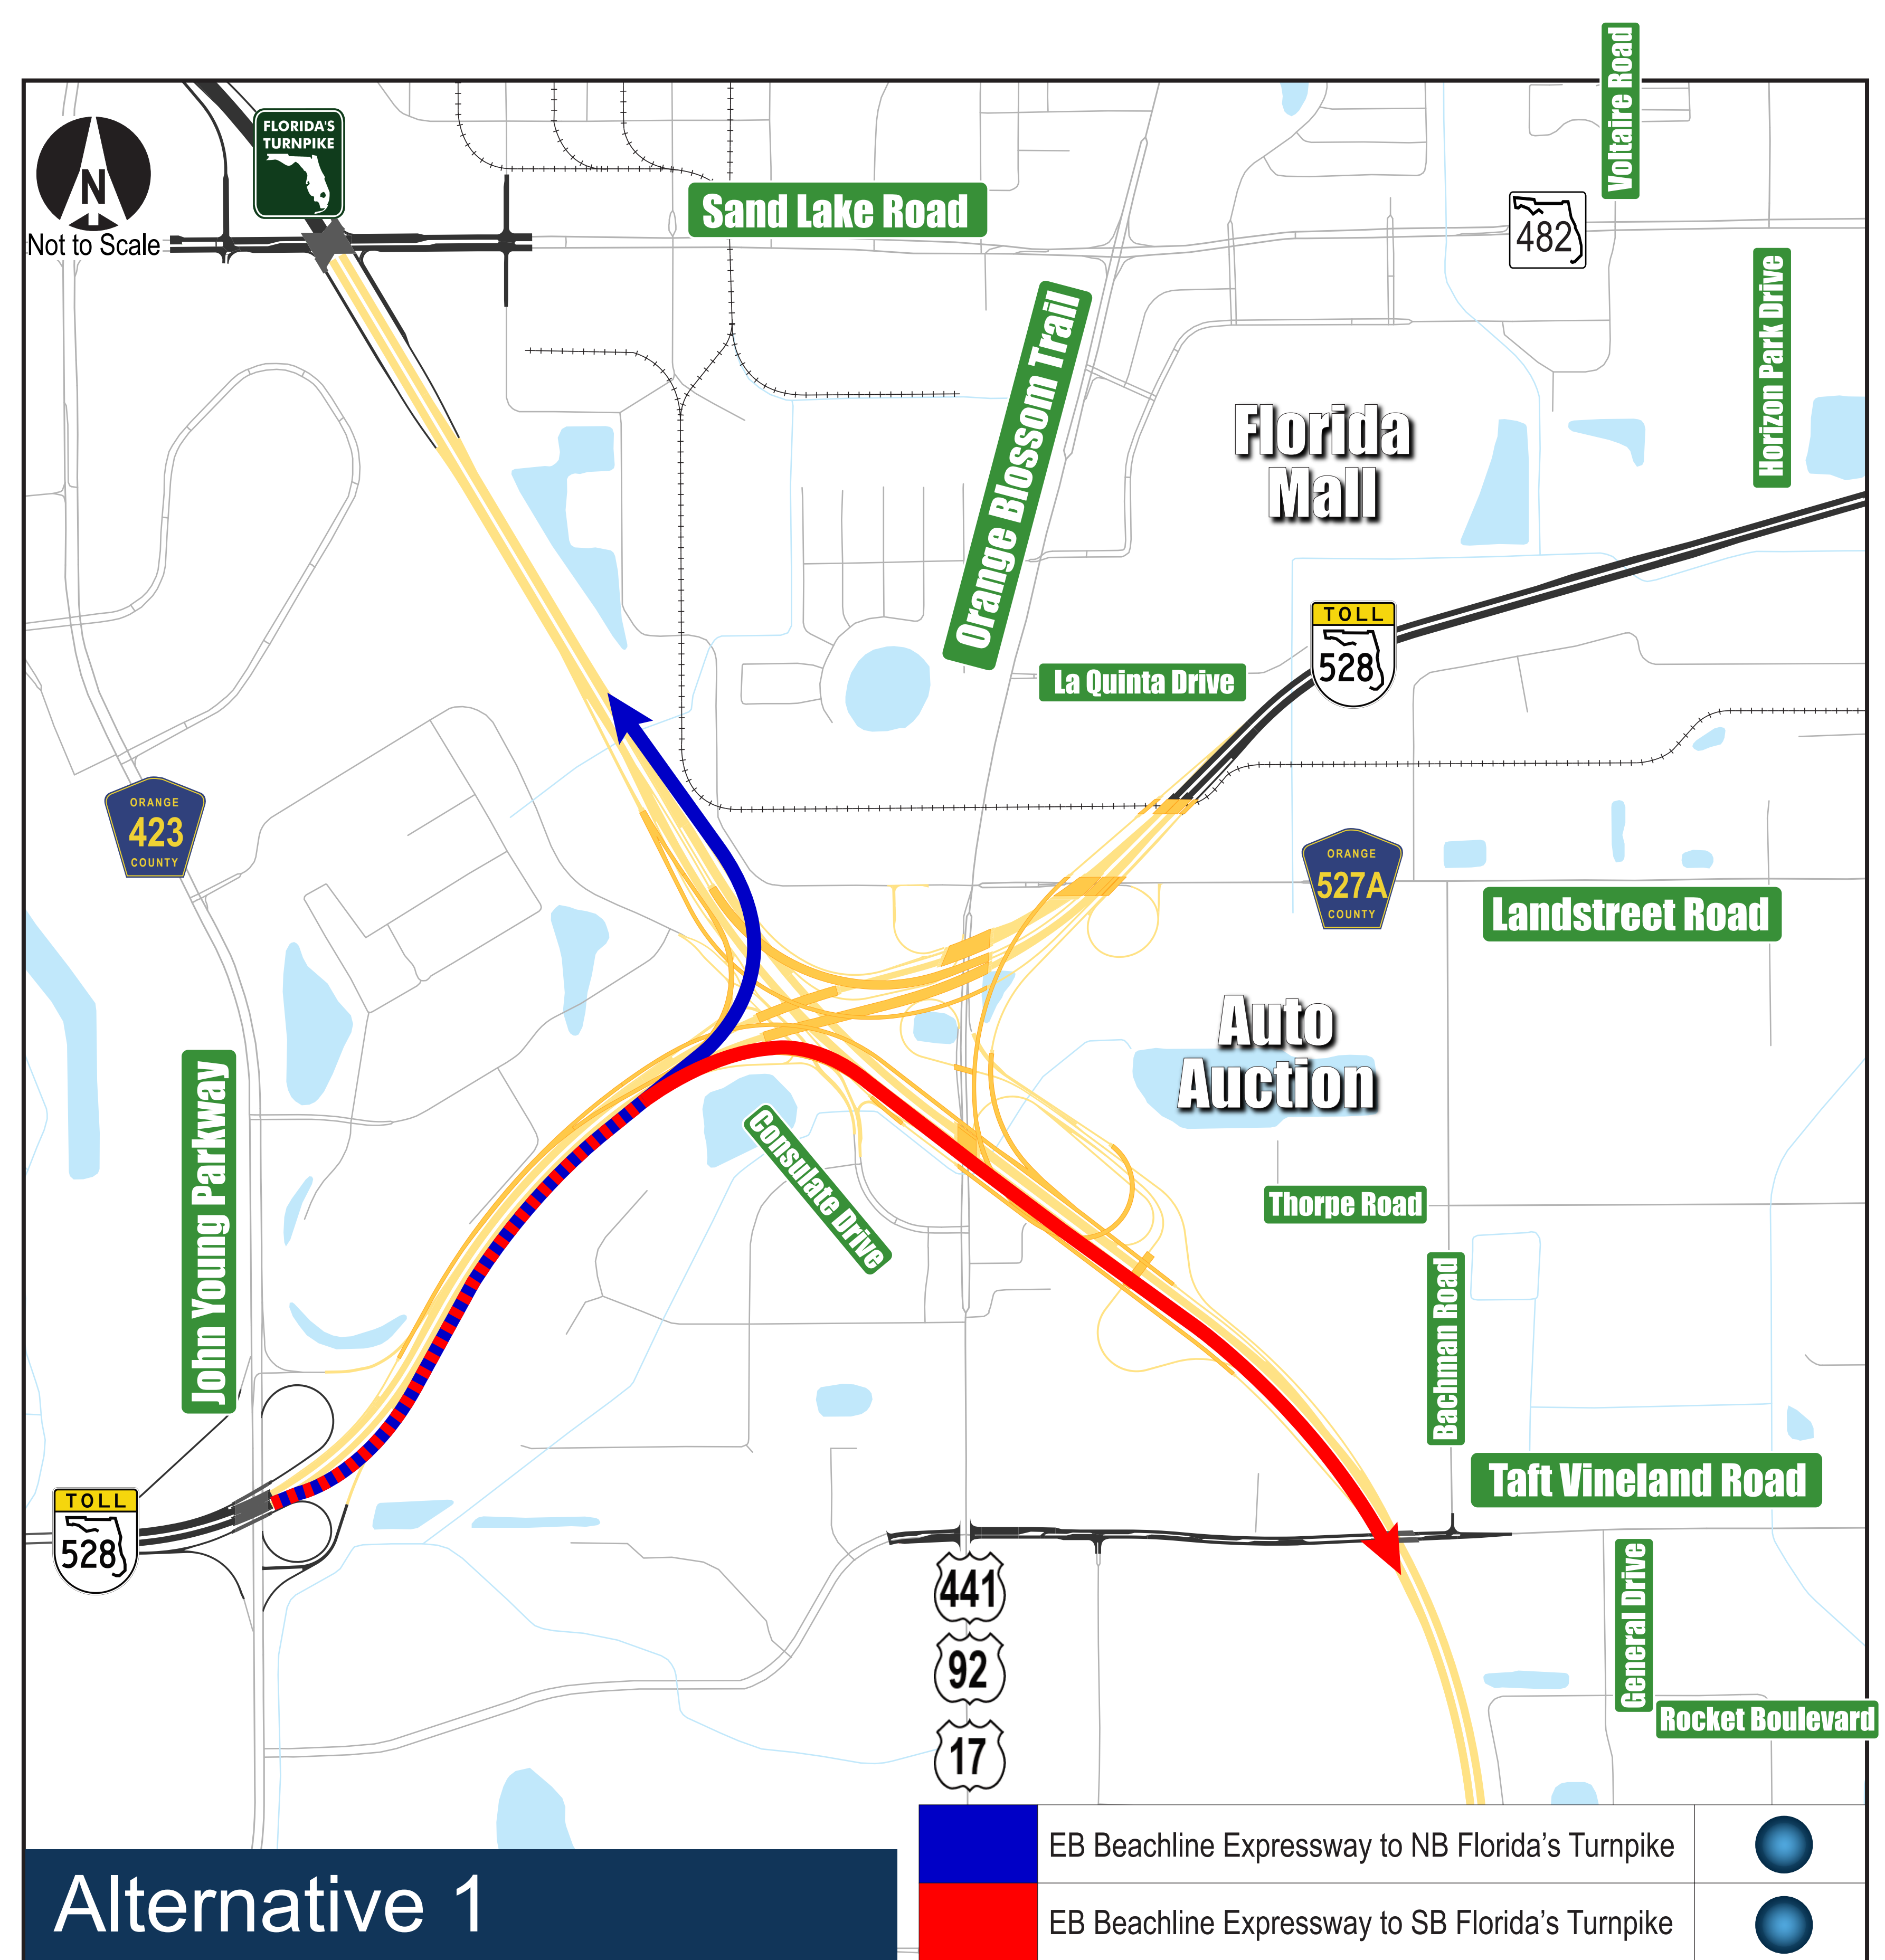 Voltaire Road
FLORIDA'S
TURNPIKE
N
Not to Scale
Sand Lake Road
482
Horizon Park Drive
Orange Blossom Trail
Florida
Mall
TOLL
528
La Quinta Drive
ORANGE
423
COUNTY
ORANGE
527A
COUNTY
Landstreet Road
Auto
Auction
John Young Parkway
Consulate Drive
Thorpe Road
Bachman Road
Taft Vineland Road
TOLL
528
441
92
17
General Drive
Rocket Boulevard
EB Beachline Expressway to NB Florida's Turnpike
Alternative 1
EB Beachline Expressway to SB Florida's Turnpike